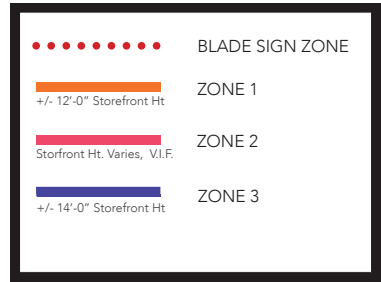 BLADE SIGN ZONE
ZONE 1
+/- 12'-0" Storefront Ht
ZONE 2
Storfront Ht. Varies, V.I.F.
ZONE 3
+/- 14'-0" Storefront Ht